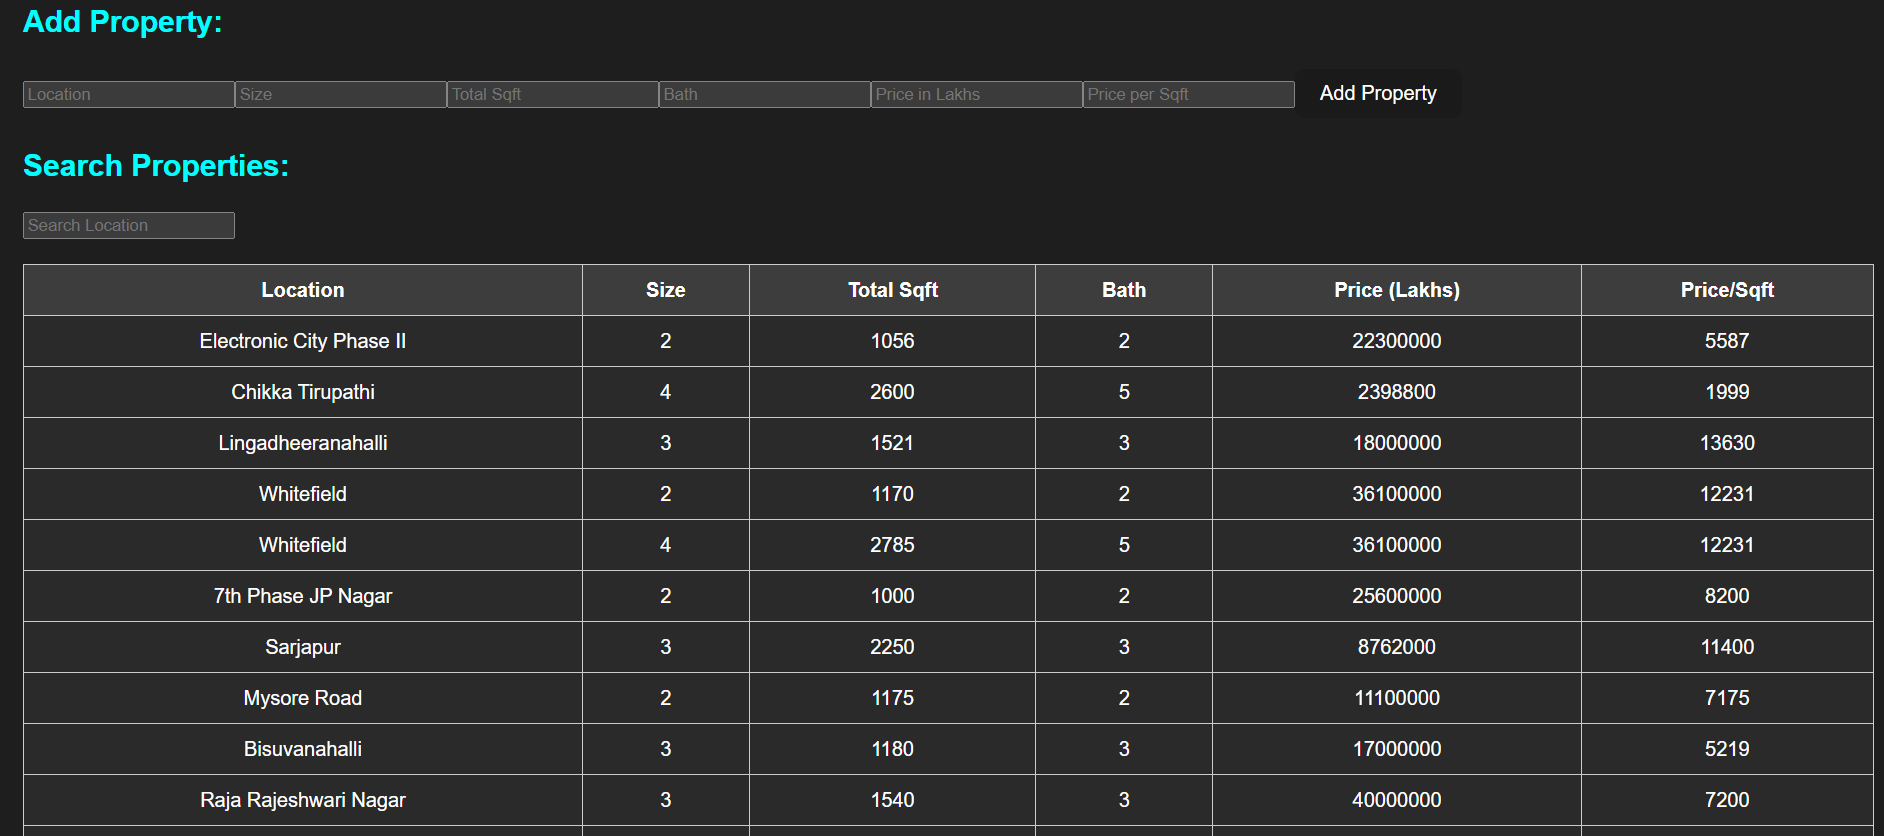 Add Property:
Location Size Total Sqft Bath Price in Lakhs Price per Sqft Add Property
Search Properties:
Search Location
Location Size Total Sqft Bath Price (Lakhs) Price/Sqft
Electronic City Phase II 2 1056 2 22300000 5587
Chikka Tirupathi 4 2600 5 2398800 1999
Lingadheeranahalli 3 1521 3 18000000 13630
Whitefield 2 1170 2 36100000 12231
Whitefield 4 2785 5 36100000 12231
7th Phase JP Nagar 2 1000 2 25600000 8200
Sarjapur 3 2250 3 8762000 11400
Mysore Road 2 1175 2 11100000 7175
Bisuvanahalli 3 1180 3 17000000 5219
Raja Rajeshwari Nagar 3 1540 3 40000000 7200